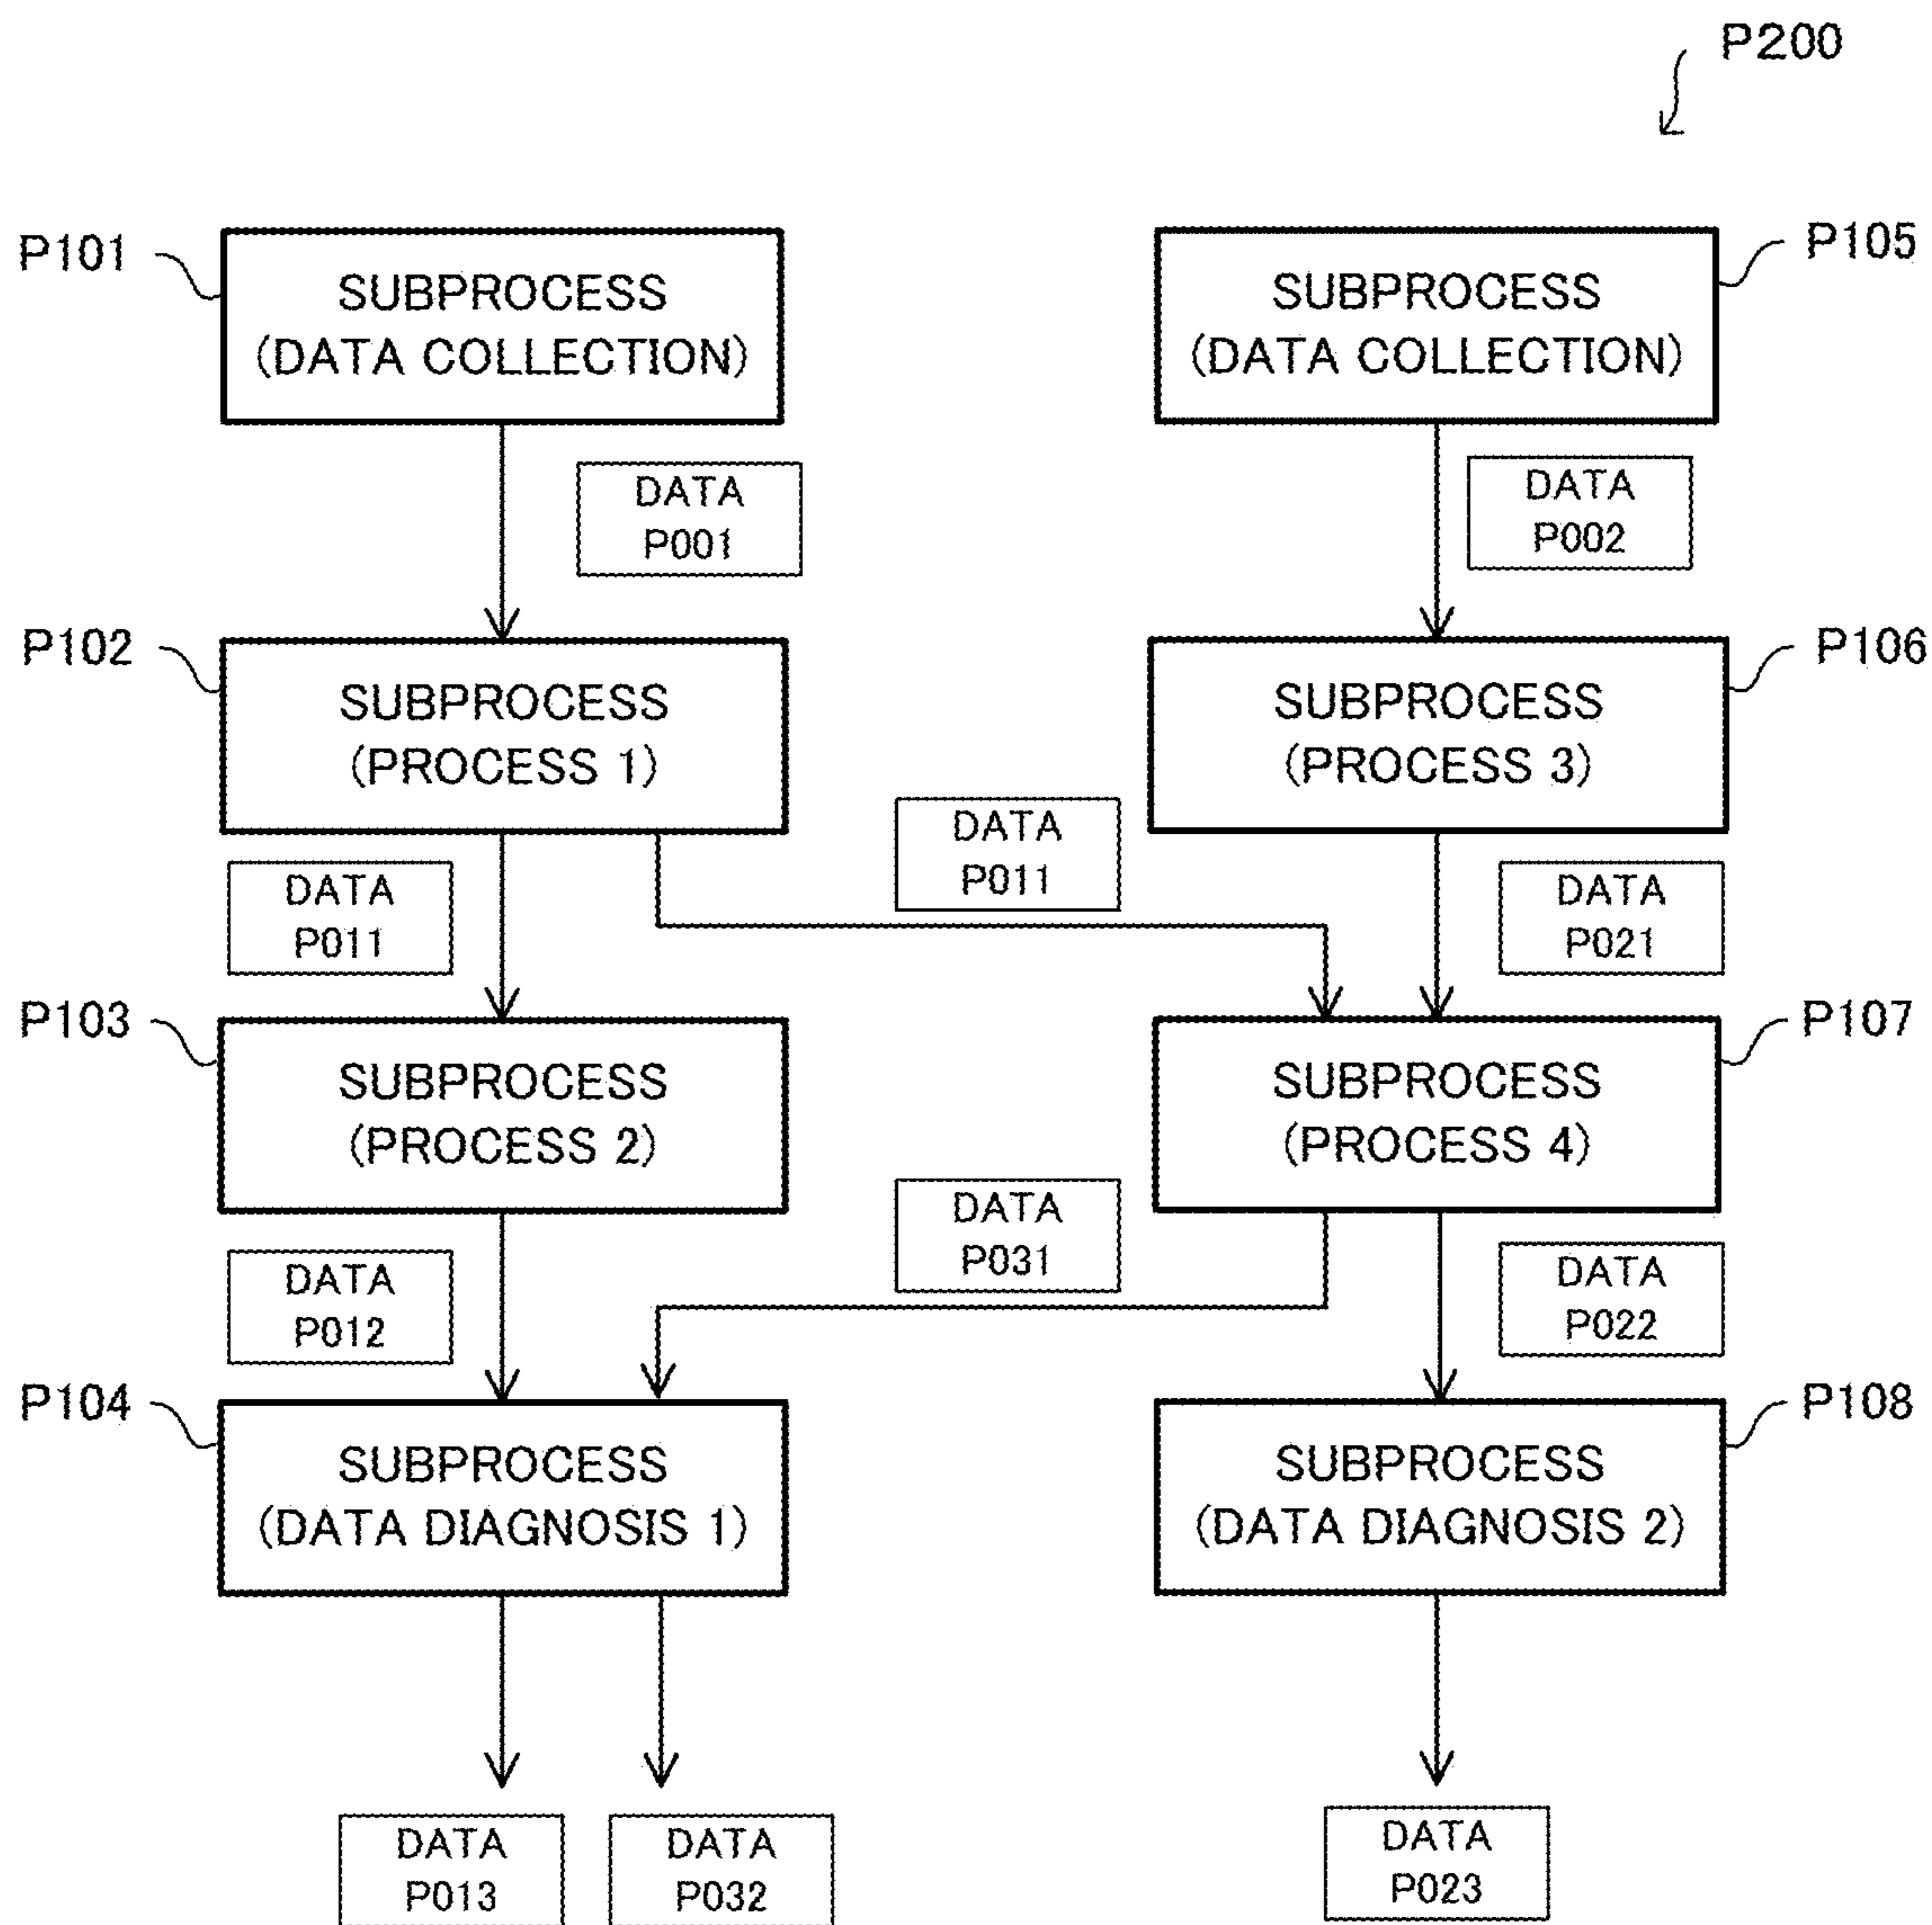 P200
P101
SUBPROCESS
(DATA COLLECTION)
P105
SUBPROCESS
(DATA COLLECTION)
DATA
P001
DATA
P002
P102
SUBPROCESS
(PROCESS 1)
P106
SUBPROCESS
(PROCESS 3)
DATA
P011
DATA
P011
DATA
P021
P103
SUBPROCESS
(PROCESS 2)
P107
SUBPROCESS
(PROCESS 4)
DATA
P012
DATA
P031
DATA
P022
P104
SUBPROCESS
(DATA DIAGNOSIS 1)
P108
SUBPROCESS
(DATA DIAGNOSIS 2)
DATA
P013
DATA
P032
DATA
P023